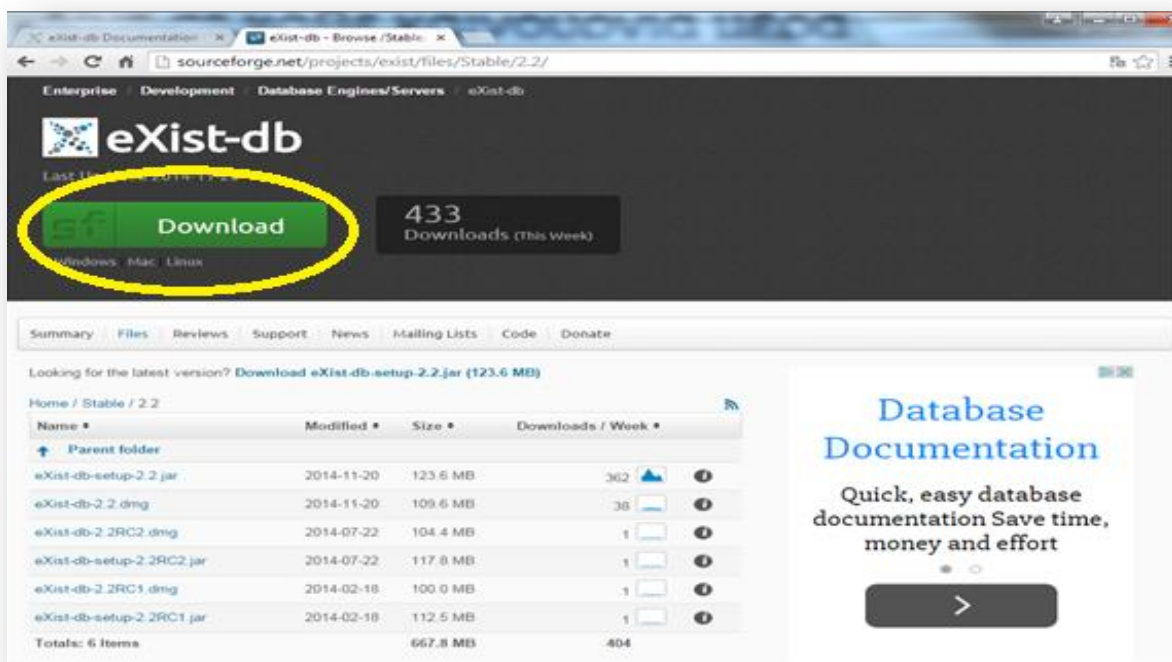 eXist-db Documentation
eXist-db - Browse /Stable
sourceforge.net/projects/exist/files/Stable/2.2/
Enterprise / Development / Database Engines/Servers / eXist-db
eXist-db
Last
Download
433
Downloads (This Week)
Windows Mac Linux
Summary Files Reviews Support News Mailing Lists Code Donate
Looking for the latest version? Download eXist-db-setup-2.2.jar (123.6 MB)
Home / Stable / 2.2
Name Modified Size Downloads / Week
Parent folder
eXist-db-setup-2.2.jar 2014-11-20 123.6 MB 362
eXist-db-2.2.dmg 2014-11-20 109.6 MB 38
eXist-db-2.2RC2.dmg 2014-07-22 104.4 MB 1
eXist-db-setup-2.2RC2.jar 2014-07-22 117.8 MB 1
eXist-db-2.2RC1.dmg 2014-02-18 100.0 MB 1
eXist-db-setup-2.2RC1.jar 2014-02-18 112.5 MB 1
Totals: 6 Items 667.8 MB 404
Database
Documentation
Quick, easy database
documentation Save time,
money and effort